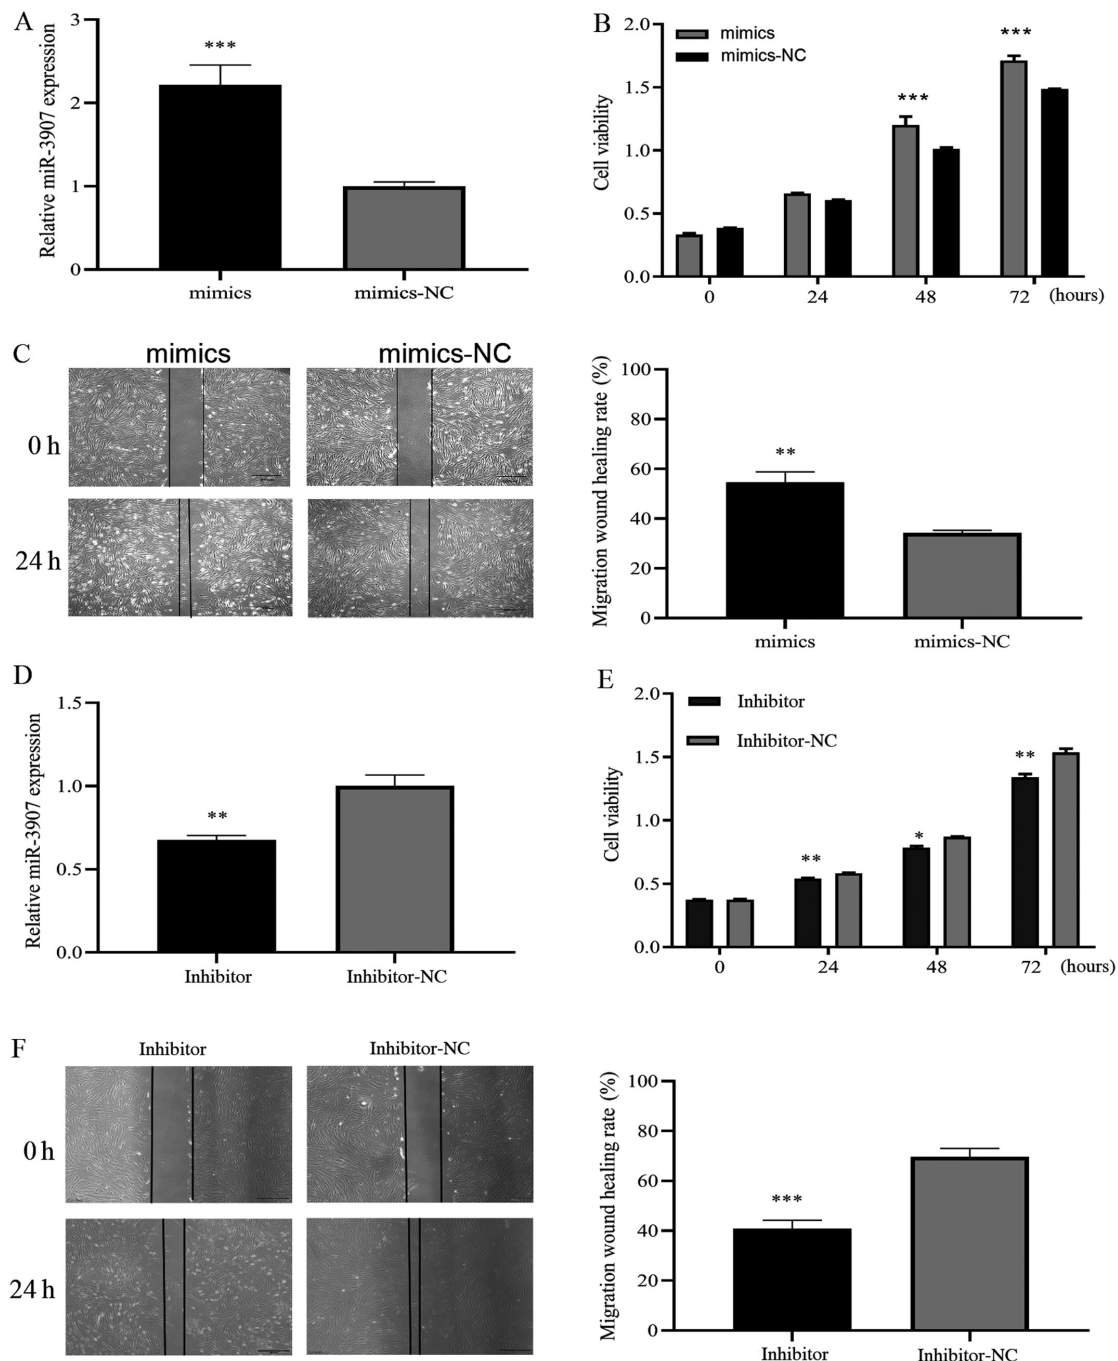 A
Relative miR-3907 expression
3
2
1
0
***
mimics
mimics-NC
B
Cell viability
2.0
1.5
1.0
0.5
0.0
mimics
mimics-NC
***
***
0
24
48
72
(hours)
C
mimics
mimics-NC
0 h
24 h
Migration wound healing rate (%)
100
80
60
40
20
0
**
mimics
mimics-NC
D
Relative miR-3907 expression
1.5
1.0
0.5
0.0
**
Inhibitor
Inhibitor-NC
E
Cell viability
2.0
1.5
1.0
0.5
0.0
Inhibitor
Inhibitor-NC
**
*
**
0
24
48
72
(hours)
F
Inhibitor
Inhibitor-NC
0 h
24 h
Migration wound healing rate (%)
100
80
60
40
20
0
***
Inhibitor
Inhibitor-NC